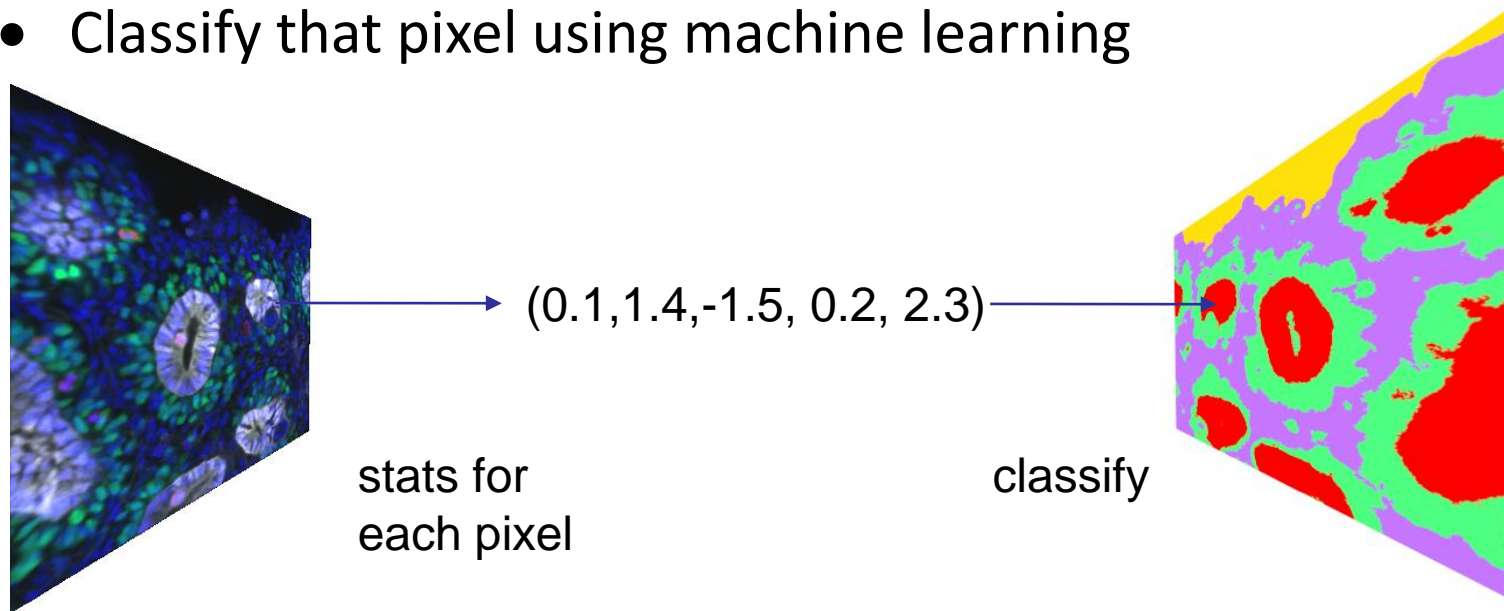 • Classify that pixel using machine learning
(0.1,1.4,-1.5, 0.2, 2.3)
stats for
each pixel
classify